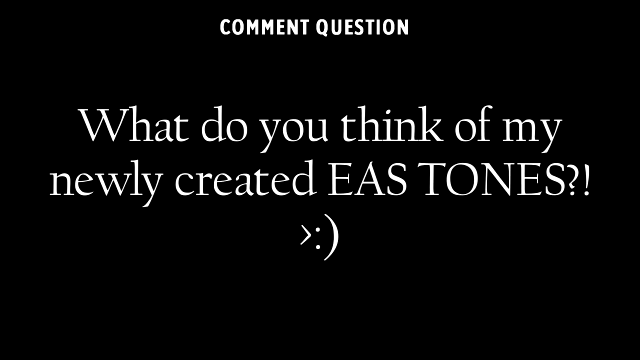 COMMENT QUESTION
What do you think of my
newly created EAS TONES?!
>:)